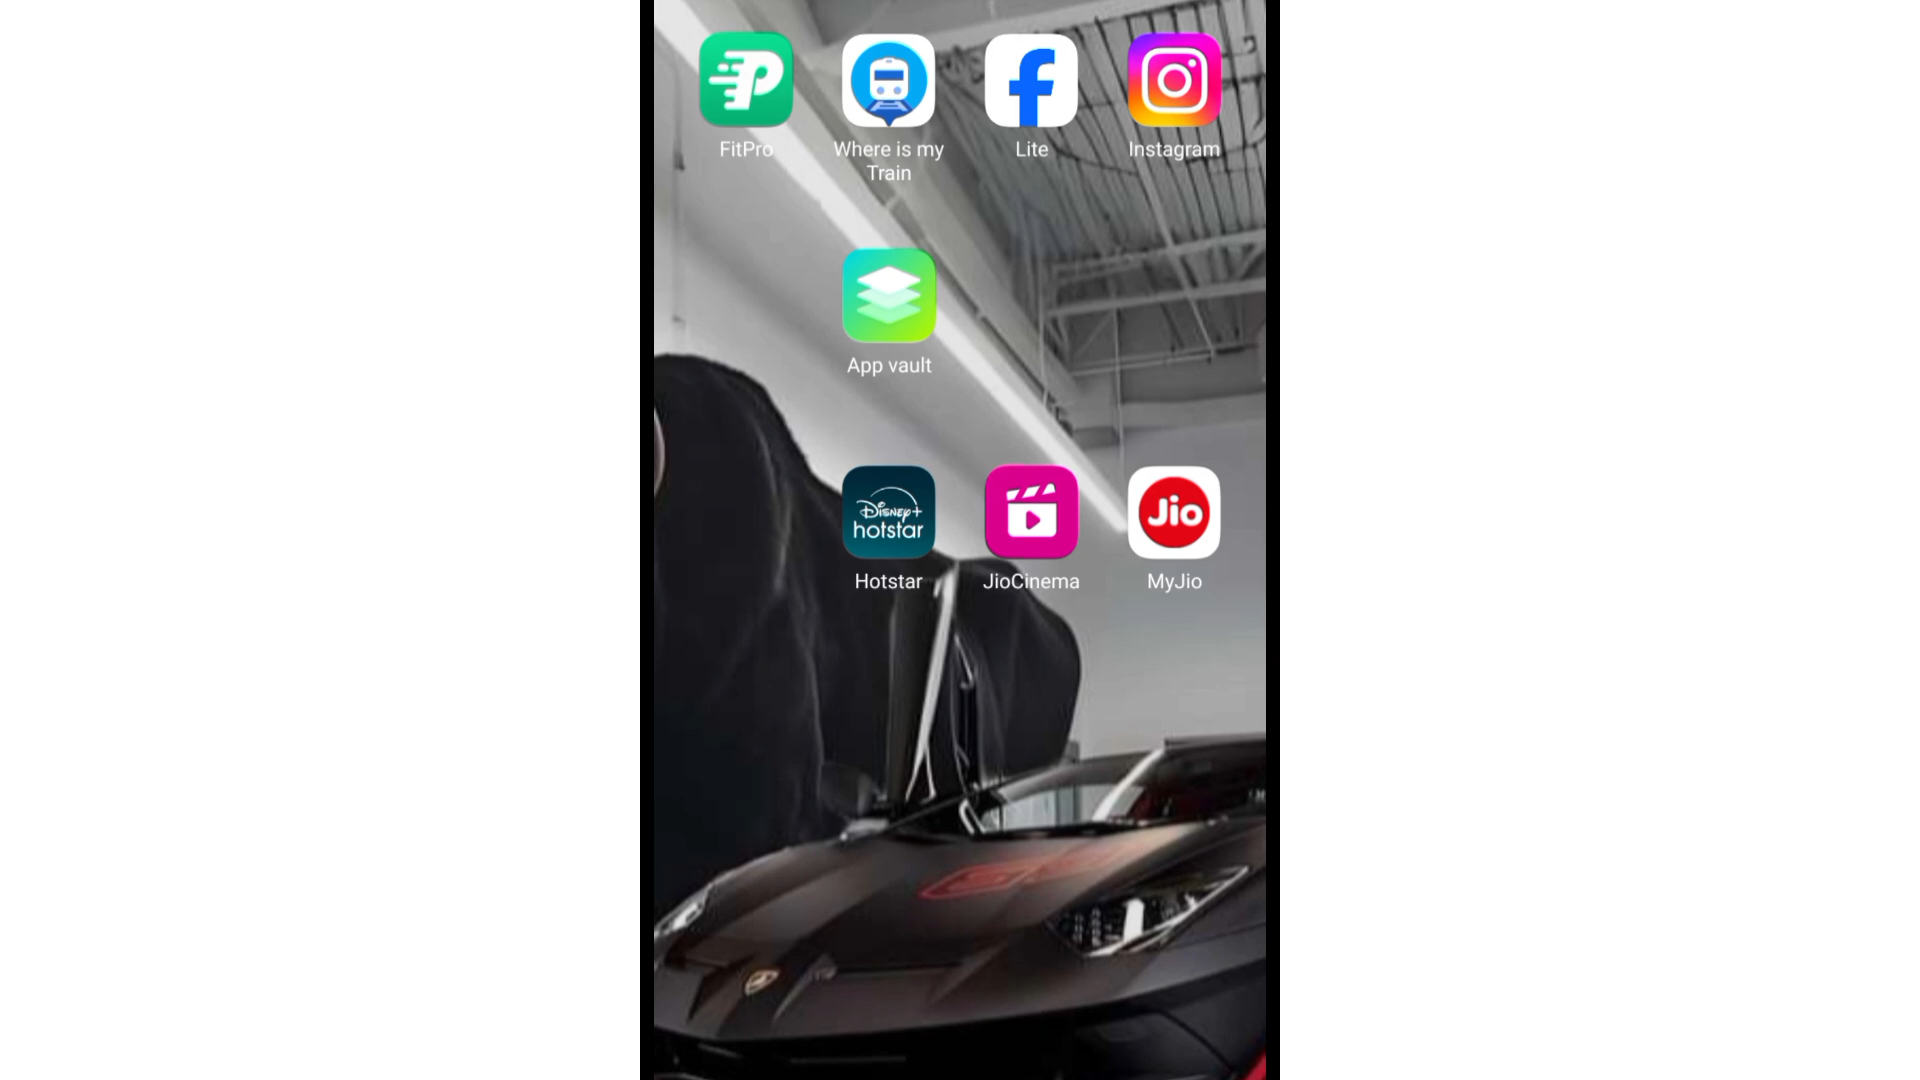 FitPro
Where is my
Train
Lite
Instagram
App vault
Disney+
hotstar
Jio
Hotstar
JioCinema
MyJio